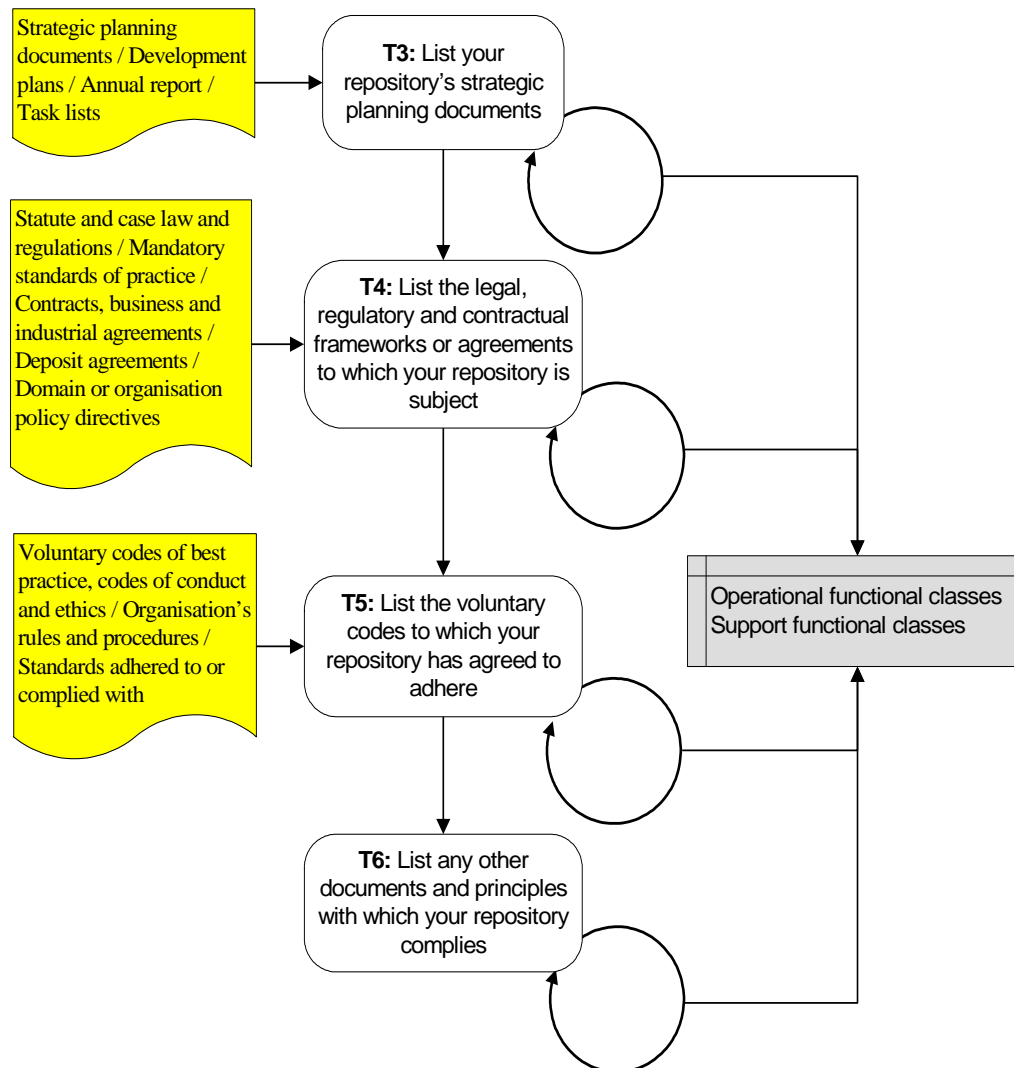 Strategic planning
documents / Development
plans / Annual report /
Task lists
T3: List your
repository's strategic
planning documents
Statute and case law and
regulations / Mandatory
standards of practice /
Contracts, business and
industrial agreements /
Deposit agreements /
Domain or organisation
policy directives
T4: List the legal,
regulatory and contractual
frameworks or agreements
to which your repository is
subject
Voluntary codes of best
practice, codes of conduct
and ethics / Organisation's
rules and procedures /
Standards adhered to or
complied with
T5: List the voluntary
codes to which your
repository has agreed to
adhere
Operational functional classes
Support functional classes
T6: List any other
documents and principles
with which your repository
complies